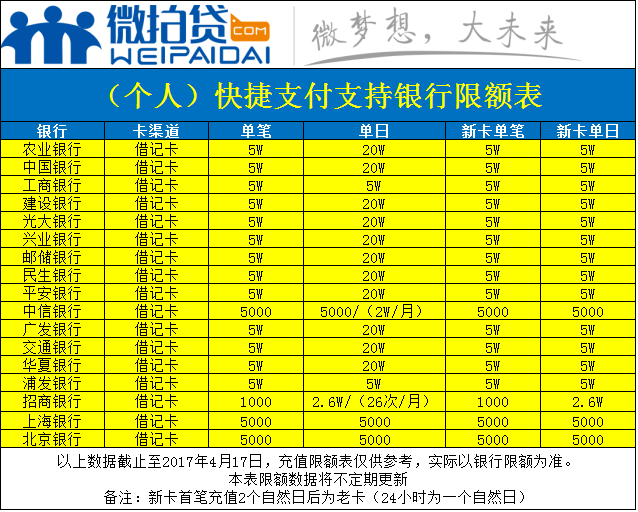 微拍贷.com
WEIPAIDAI
微梦想，大未来
（个人）快捷支付支持银行限额表
银行 卡渠道 单笔 单日 新卡单笔 新卡单日
农业银行 借记卡 5W 20W 5W 5W
中国银行 借记卡 5W 20W 5W 5W
工商银行 借记卡 5W 5W 5W 5W
建设银行 借记卡 5W 20W 5W 5W
光大银行 借记卡 5W 20W 5W 5W
兴业银行 借记卡 5W 20W 5W 5W
邮储银行 借记卡 5W 20W 5W 5W
民生银行 借记卡 5W 20W 5W 5W
平安银行 借记卡 5W 20W 5W 5W
中信银行 借记卡 5000 5000/（2W/月） 5000 5000
广发银行 借记卡 5W 20W 5W 5W
交通银行 借记卡 5W 20W 5W 5W
华夏银行 借记卡 5W 20W 5W 5W
浦发银行 借记卡 5W 5W 5W 5W
招商银行 借记卡 1000 2.6W/（26次/月） 1000 2.6W
上海银行 借记卡 5000 5000 5000 5000
北京银行 借记卡 5000 5000 5000 5000
以上数据截止至2017年4月17日，充值限额表仅供参考，实际以银行限额为准。
本表限额数据将不定期更新
备注：新卡首笔充值2个自然日后为老卡（24小时为一个自然日）